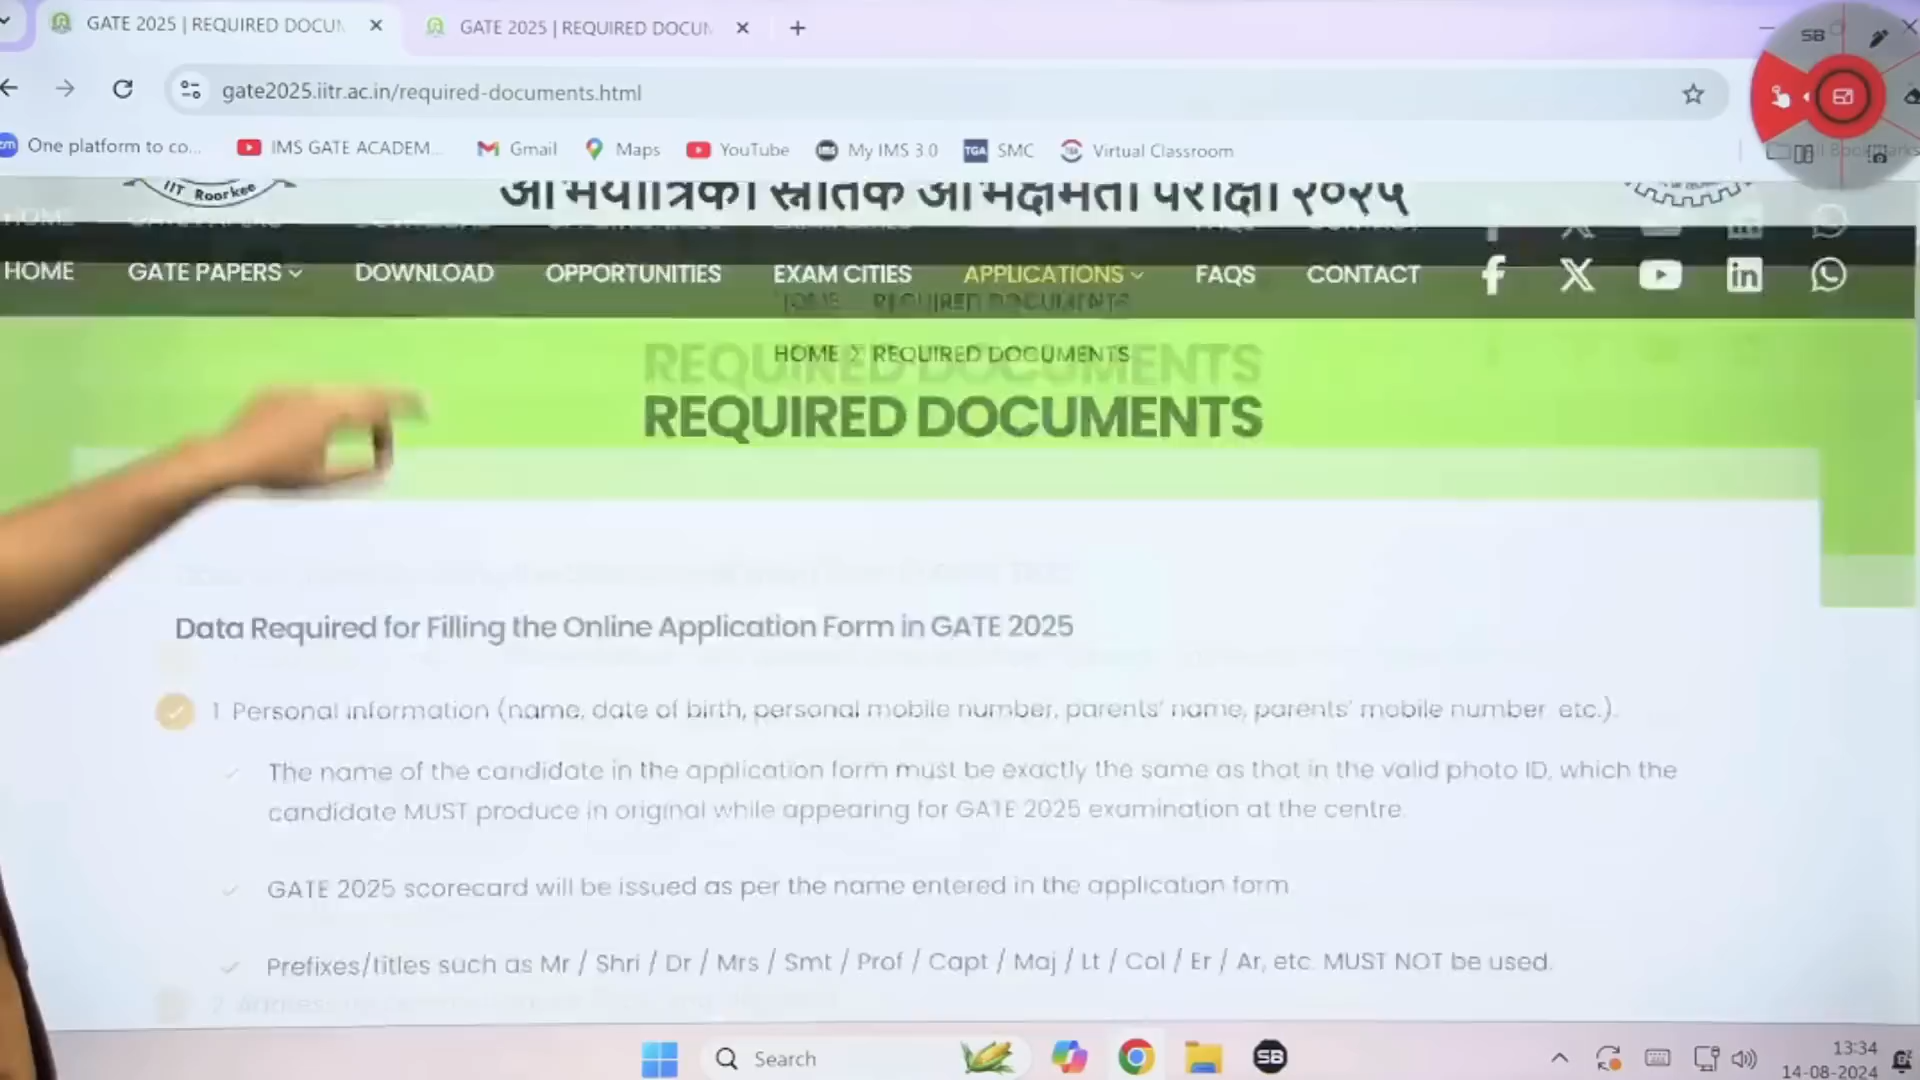 GATE 2025 | REQUIRED DOCUM
GATE 2025 | REQUIRED DOCUM
SB
gate2025.iitr.ac.in/required-documents.html
One platform to co...
IMS GATE ACADEM...
Gmail
Maps
YouTube
My IMS 3.0
TGA
SMC
Virtual Classroom
IIT Roorkee
अभियांत्रिकी स्नातक अभिक्षमता परीक्षा २०२५
HOME
GATE PAPERS
DOWNLOAD
OPPORTUNITIES
EXAM CITIES
APPLICATIONS
FAQS
CONTACT
HOME > REQUIRED DOCUMENTS
REQUIRED DOCUMENTS
Data Required for Filling the Online Application Form in GATE 2025
1 Personal information (name, date of birth, personal mobile number, parents' name, parents' mobile number etc.).
The name of the candidate in the application form must be exactly the same as that in the valid photo ID, which the
candidate MUST produce in original while appearing for GATE 2025 examination at the centre.
GATE 2025 scorecard will be issued as per the name entered in the application form
Prefixes/titles such as Mr / Shri / Dr / Mrs / Smt / Prof / Capt / Maj / Lt / Col / Er / Ar, etc. MUST NOT be used.
Search
SB
13:34
14-08-2024